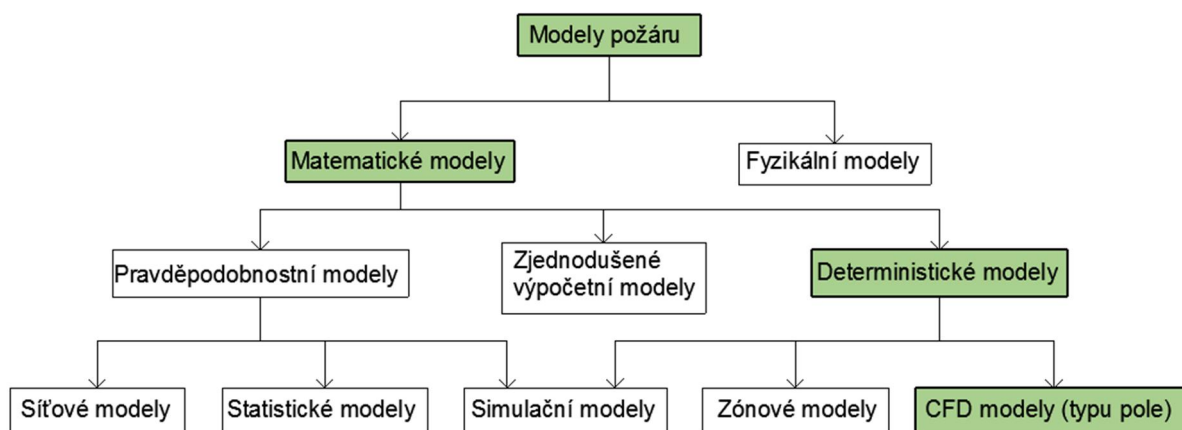 Modely požáru
Matematické modely
Fyzikální modely
Pravděpodobnostní modely
Zjednodušené
výpočetní modely
Deterministické modely
Síťové modely
Statistické modely
Simulační modely
Zónové modely
CFD modely (typu pole)